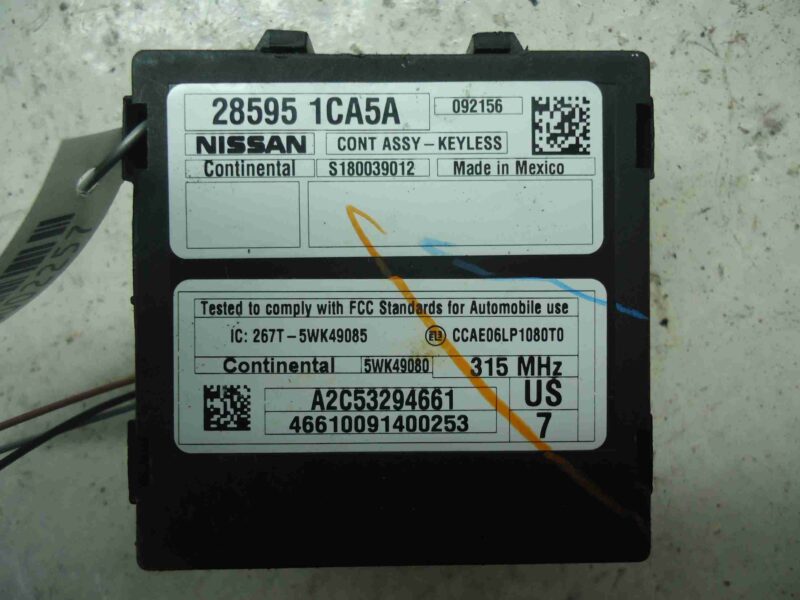 28595 1CA5A
092156
NISSAN
CONT ASSY-KEYLESS
Continental
S180039012
Made in Mexico
Tested to comply with FCC Standards for Automobile use
IC: 267T-5WK49085
CCAE06LP1080T0
Continental
5WK49080
315 MHz
A2C53294661
US
46610091400253
7